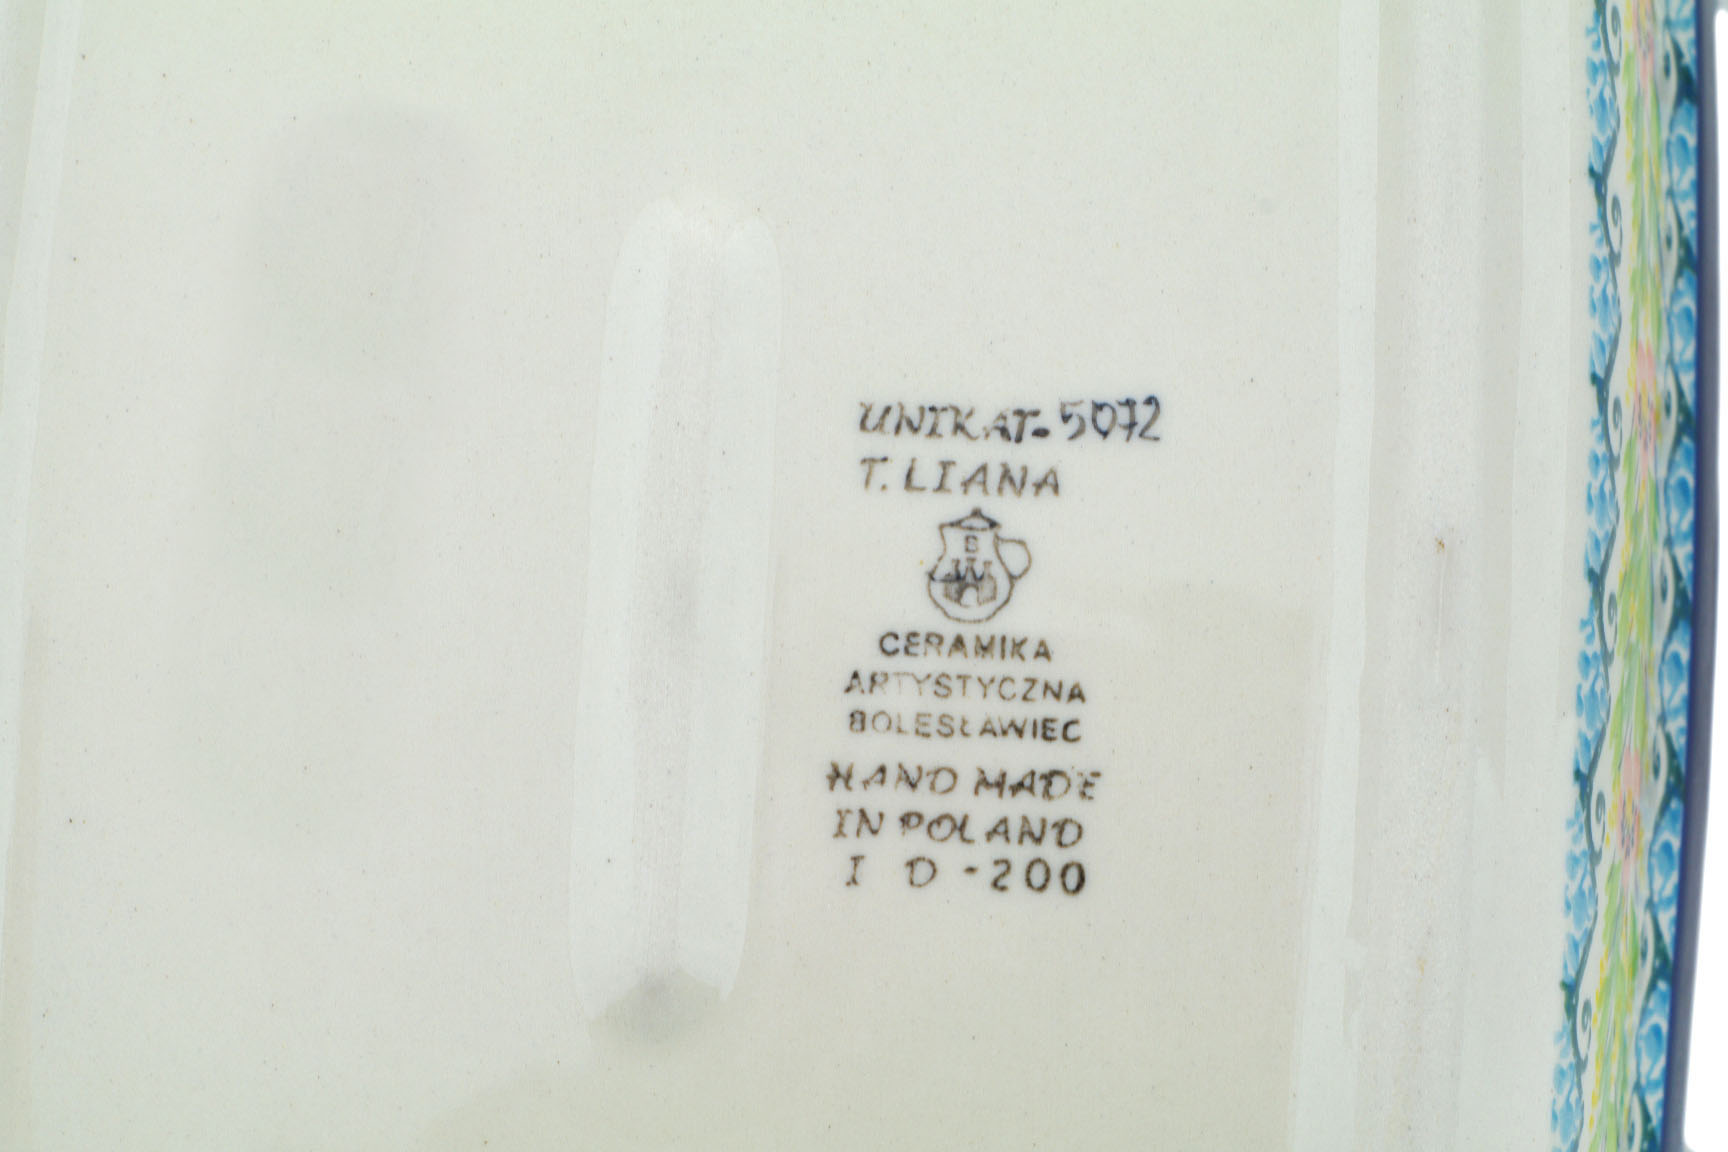 UNIKAT-5072
T. LIANA
B
CERAMIKA
ARTYSTYCZNA
BOLESŁAWIEC
HAND MADE
IN POLAND
I D -200